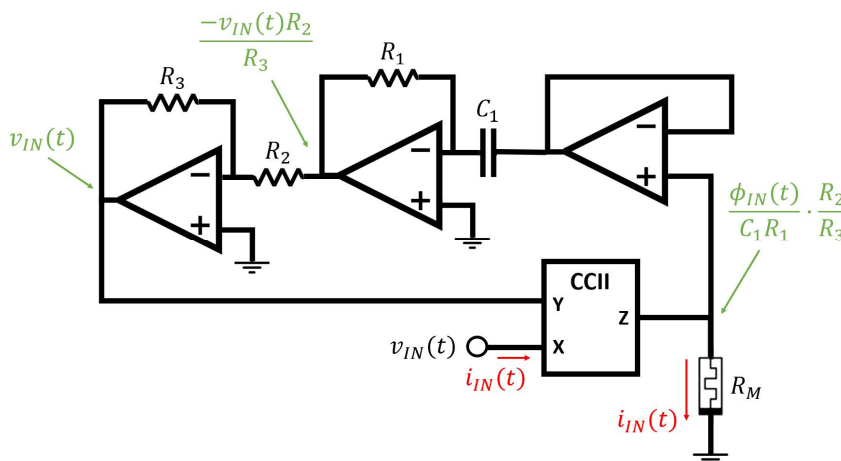 −v_IN(t)R_2
R_3
R_1
R_3
C_1
v_IN(t)
R_2
−
+
−
+
−
+
ϕ_IN(t)
C_1R_1
·
R_2
R_3
CCII
Y
Z
X
v_IN(t)
i_IN(t)
R_M
i_IN(t)